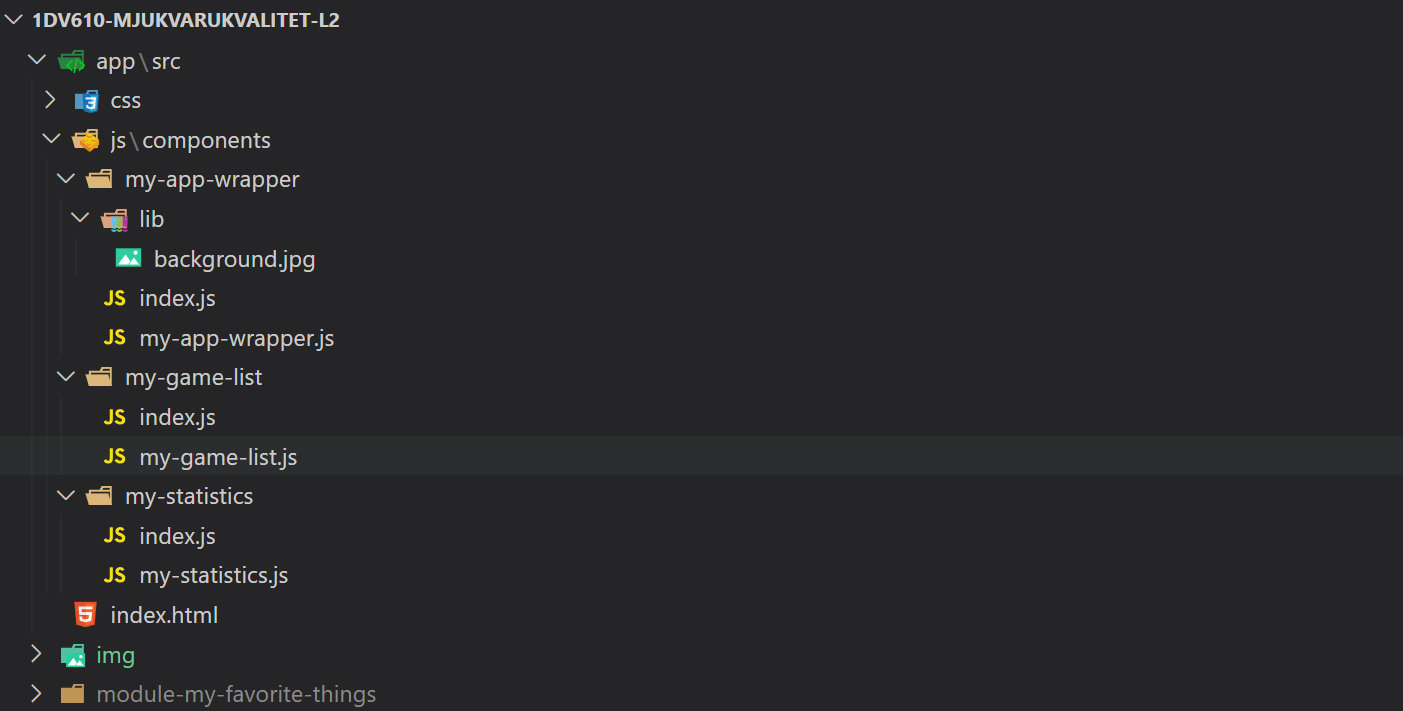 1DV610-MJUKVARUKVALITET-L2
app\src
css
js\components
my-app-wrapper
lib
background.jpg
JS index.js
JS my-app-wrapper.js
my-game-list
JS index.js
JS my-game-list.js
my-statistics
JS index.js
JS my-statistics.js
index.html
img
module-my-favorite-things